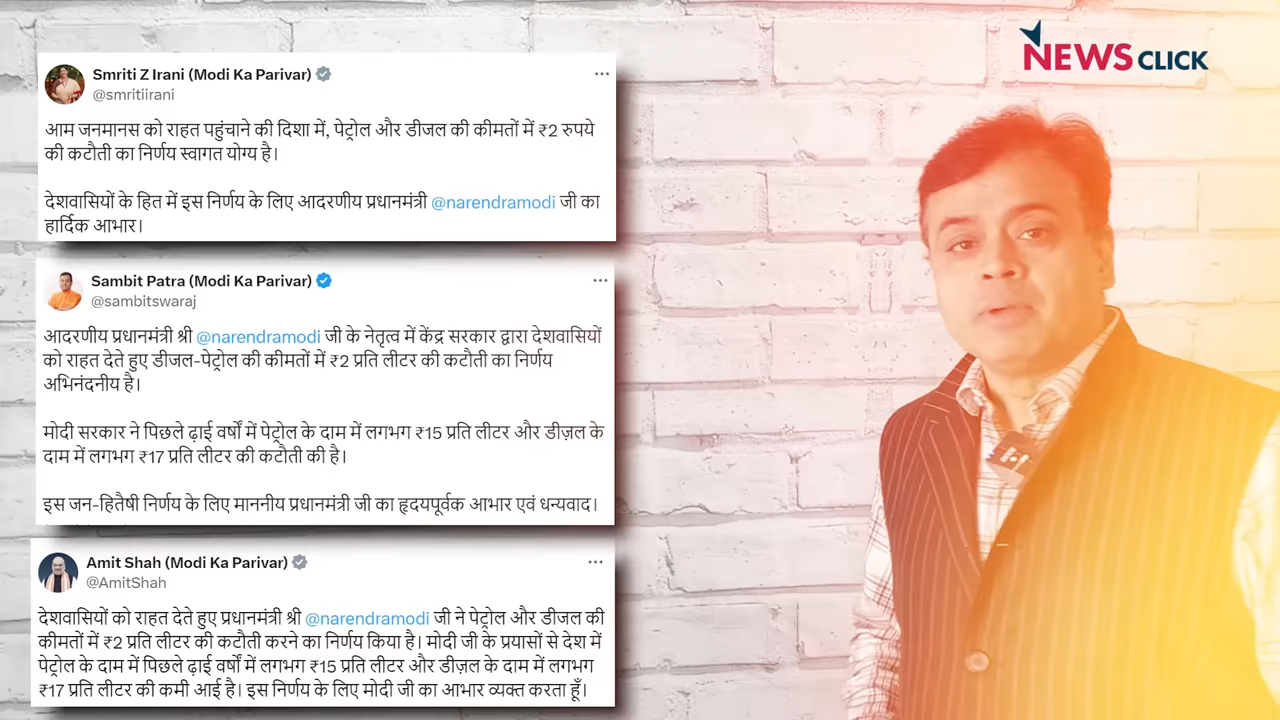 NEWSCLICK
Smriti Z Irani (Modi Ka Parivar)
@smritiirani
आम जनमानस को राहत पहुंचाने की दिशा में, पेट्रोल और डीजल की कीमतों में ₹2 रुपये
की कटौती का निर्णय स्वागत योग्य है।
देशवासियों के हित में इस निर्णय के लिए आदरणीय प्रधानमंत्री @narendramodi जी का
हार्दिक आभार।
Sambit Patra (Modi Ka Parivar)
@sambitswaraj
आदरणीय प्रधानमंत्री श्री @narendramodi जी के नेतृत्व में केंद्र सरकार द्वारा देशवासियों
को राहत देते हुए डीजल-पेट्रोल की कीमतों में ₹2 प्रति लीटर की कटौती का निर्णय
अभिनंदनीय है।
मोदी सरकार ने पिछले ढ़ाई वर्षों में पेट्रोल के दाम में लगभग ₹15 प्रति लीटर और डीज़ल के
दाम में लगभग ₹17 प्रति लीटर की कटौती की है।
इस जन-हितैषी निर्णय के लिए माननीय प्रधानमंत्री जी का हृदयपूर्वक आभार एवं धन्यवाद।
Amit Shah (Modi Ka Parivar)
@AmitShah
देशवासियों को राहत देते हुए प्रधानमंत्री श्री @narendramodi जी ने पेट्रोल और डीजल की
कीमतों में ₹2 प्रति लीटर की कटौती करने का निर्णय किया है। मोदी जी के प्रयासों से देश में
पेट्रोल के दाम में पिछले ढ़ाई वर्षों में लगभग ₹15 प्रति लीटर और डीज़ल के दाम में लगभग
₹17 प्रति लीटर की कमी आई है। इस निर्णय के लिए मोदी जी का आभार व्यक्त करता हूँ।